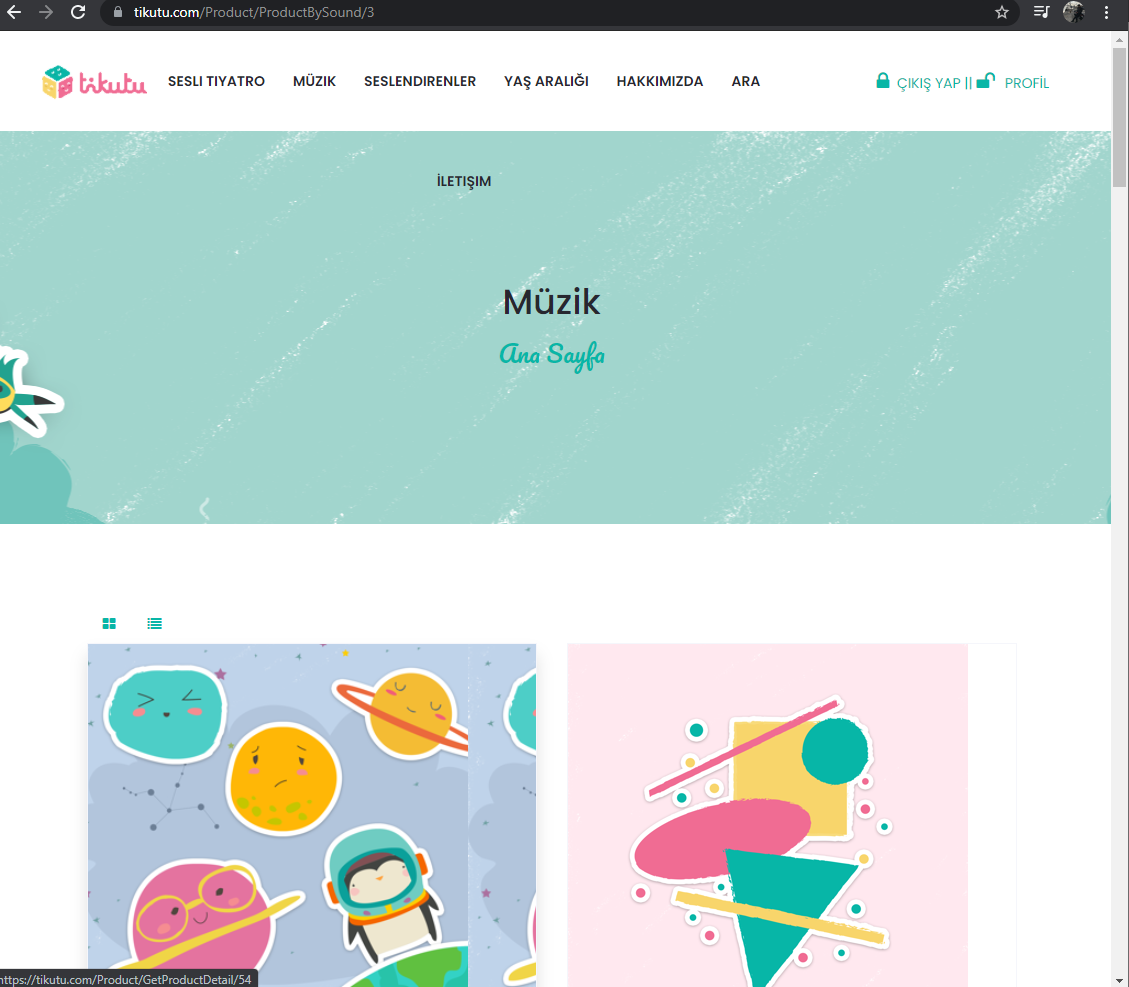 tikutu.com/Product/ProductBySound/3
tikutu SESLI TIYATRO MÜZIK SESLENDIRENLER YAŞ ARALIĞI HAKKIMIZDA ARA ÇIKIŞ YAP || PROFİL
İLETIŞIM
Müzik
Ana Sayfa
https://tikutu.com/Product/GetProductDetail/54